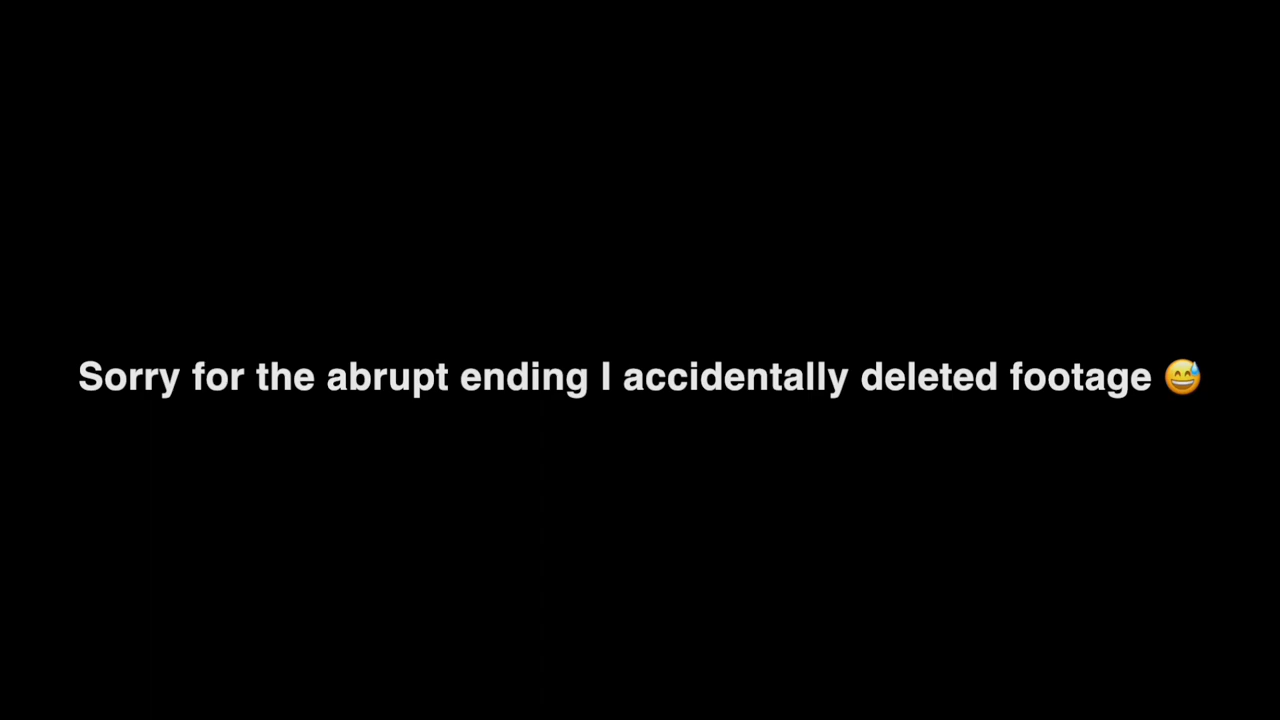 Sorry for the abrupt ending I accidentally deleted footage 😅